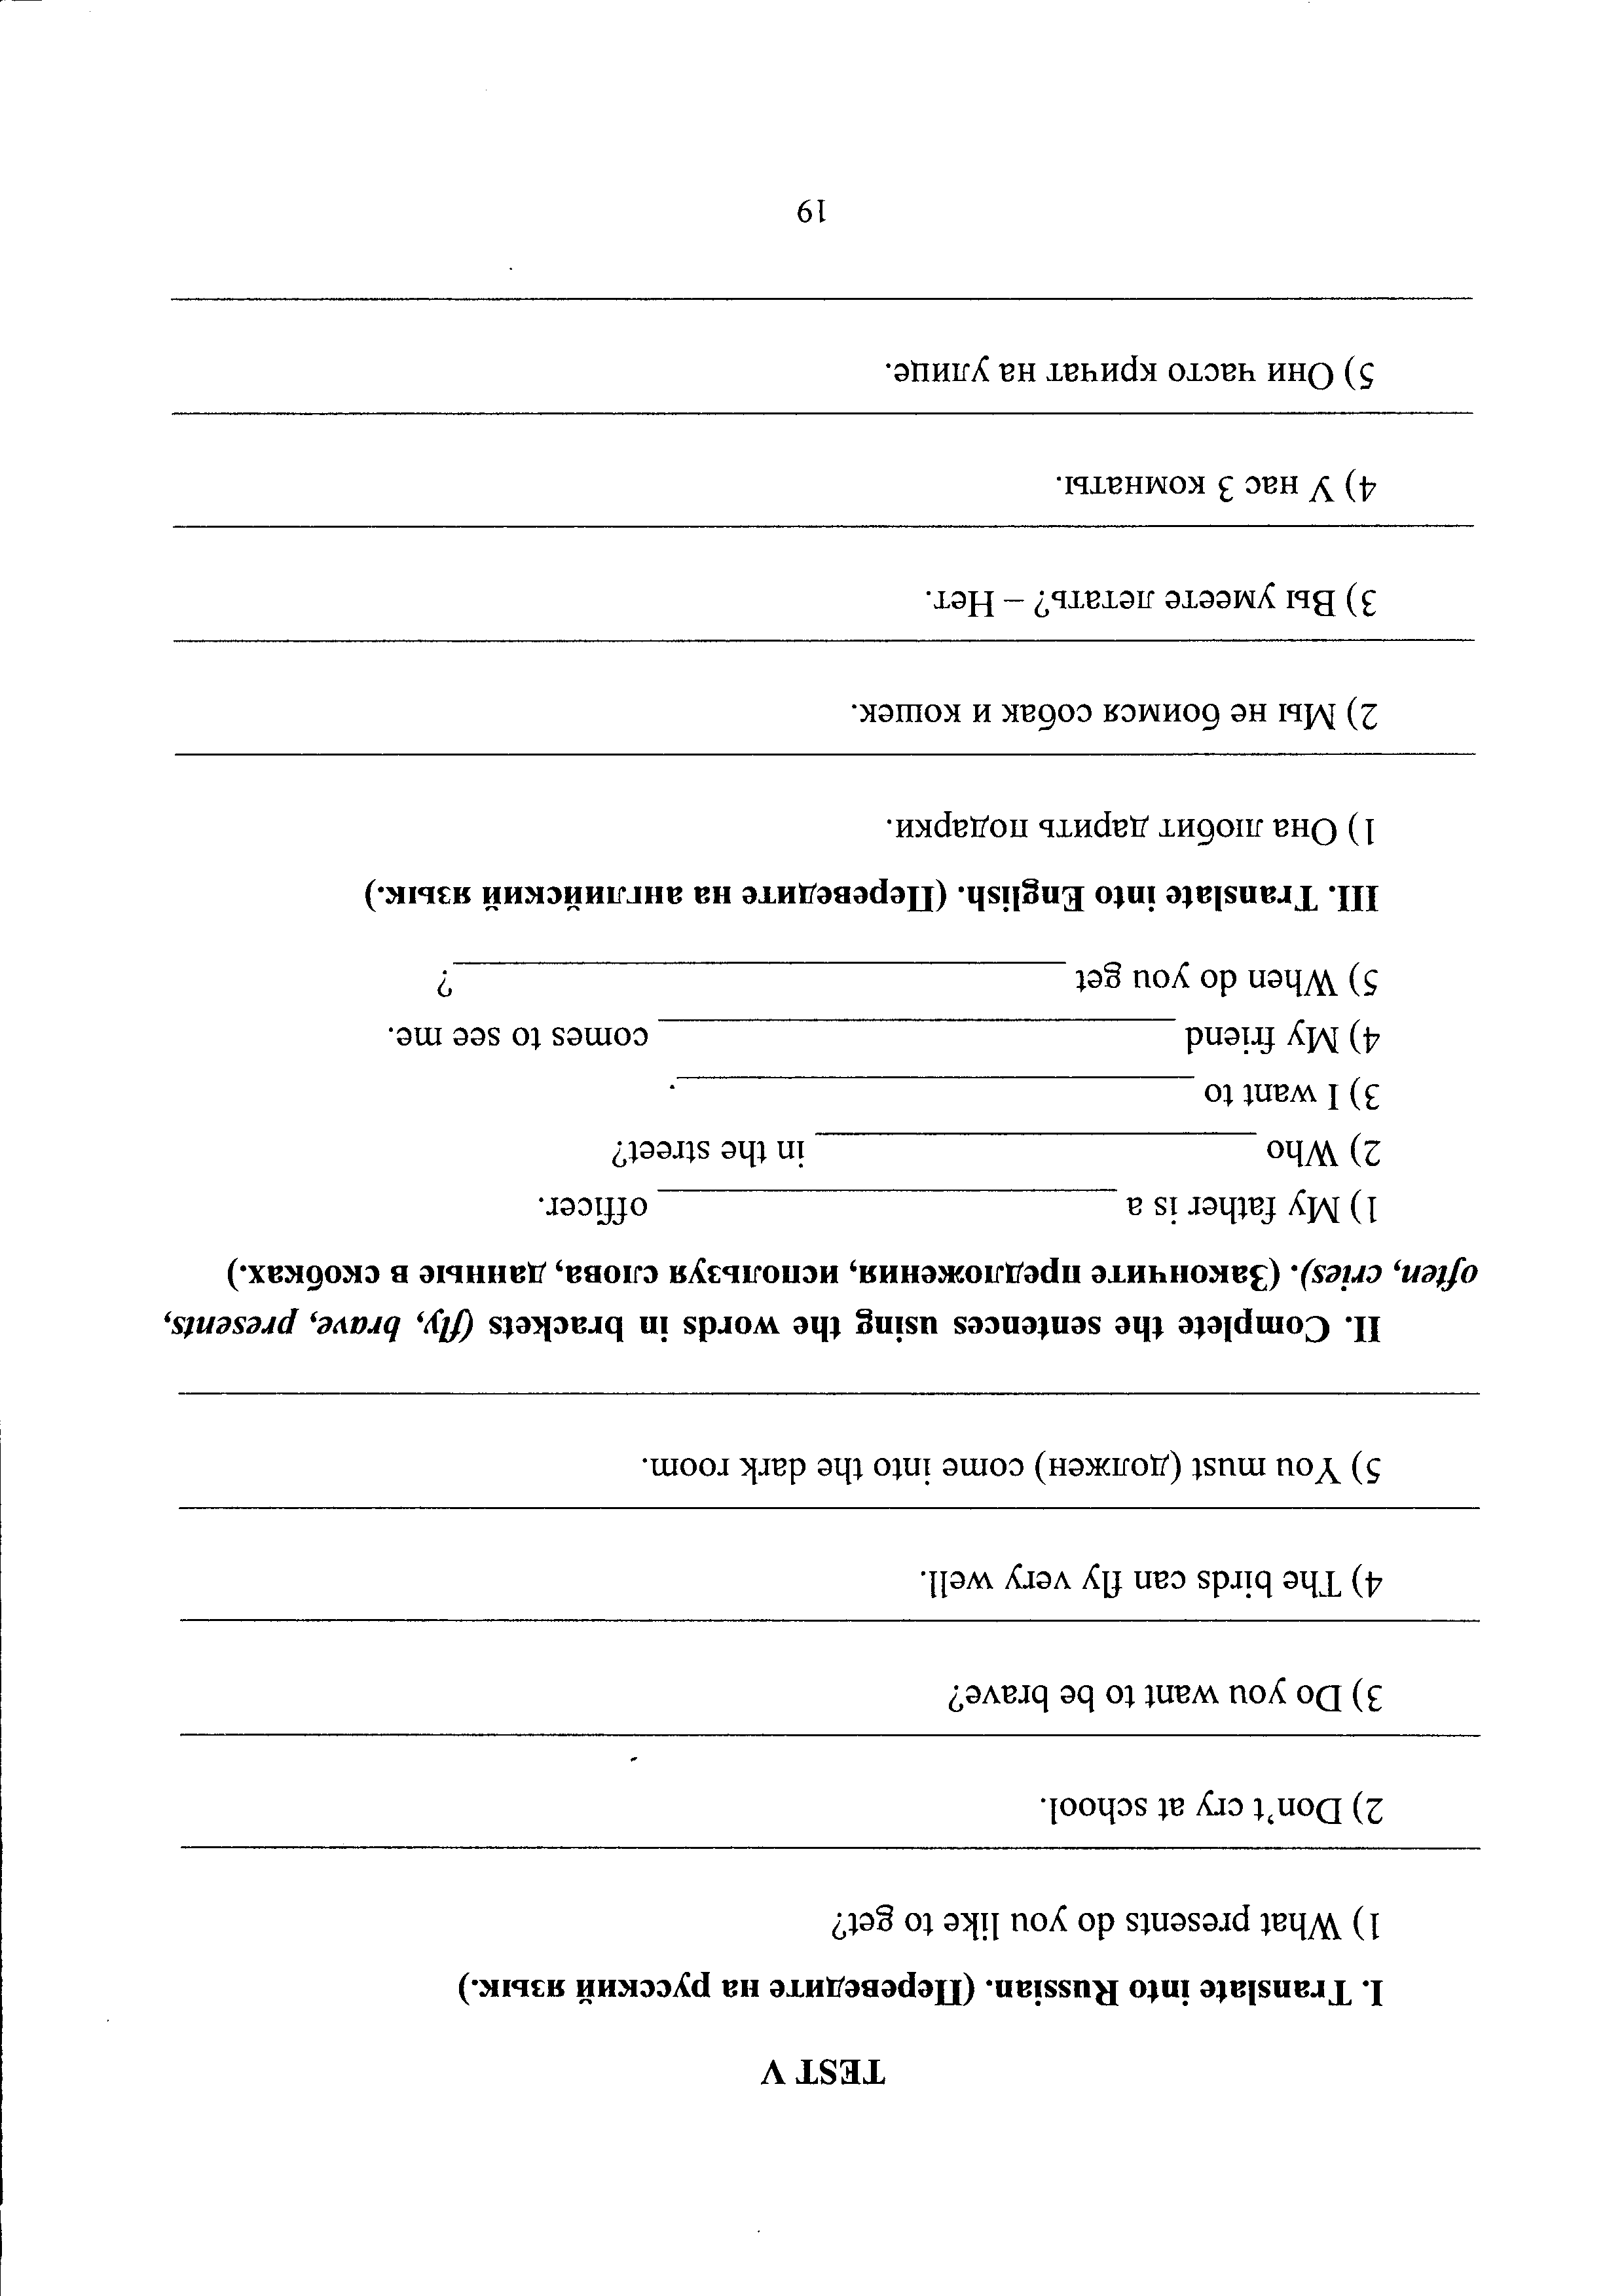 TEST V
I. Translate into Russian. (Переведите на русский язык.)
1) What presents do you like to get?
2) Don't cry at school.
3) Do you want to be brave?
4) The birds can fly very well.
5) You must (должен) come into the dark room.
II. Complete the sentences using the words in brackets (fly, brave, presents,
often, cries). (Закончите предложения, используя слова, данные в скобках.)
1) My father is a ______ officer.
2) Who ______ in the street?
3) I want to ______.
4) My friend ______ comes to see me.
5) When do you get ______?
III. Translate into English. (Переведите на английский язык.)
1) Она любит дарить подарки.
2) Мы не боимся собак и кошек.
3) Вы умеете летать? – Нет.
4) У нас 3 комнаты.
5) Они часто кричат на улице.
19